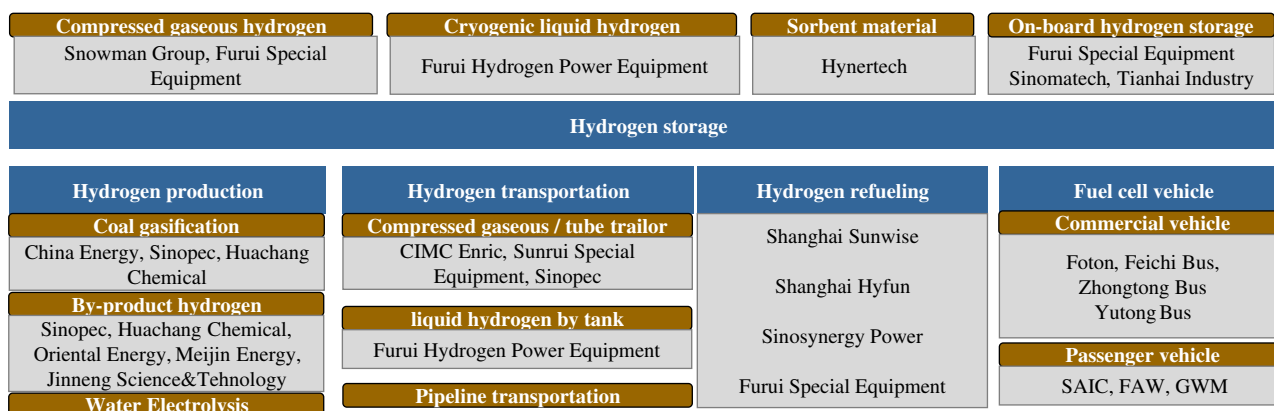 Compressed gaseous hydrogen
Snowman Group, Furui Special
Equipment
Cryogenic liquid hydrogen
Furui Hydrogen Power Equipment
Sorbent material
Hynertech
On-board hydrogen storage
Furui Special Equipment
Sinomatech, Tianhai Industry
Hydrogen storage
Hydrogen production
Coal gasification
China Energy, Sinopec, Huachang
Chemical
By-product hydrogen
Sinopec, Huachang Chemical,
Oriental Energy, Meijin Energy,
Jinneng Science&Tehnology
Water Electrolysis
Hydrogen transportation
Compressed gaseous / tube trailor
CIMC Enric, Sunrui Special
Equipment, Sinopec
liquid hydrogen by tank
Furui Hydrogen Power Equipment
Pipeline transportation
Hydrogen refueling
Shanghai Sunwise
Shanghai Hyfun
Sinosynergy Power
Furui Special Equipment
Fuel cell vehicle
Commercial vehicle
Foton, Feichi Bus,
Zhongtong Bus
Yutong Bus
Passenger vehicle
SAIC, FAW, GWM